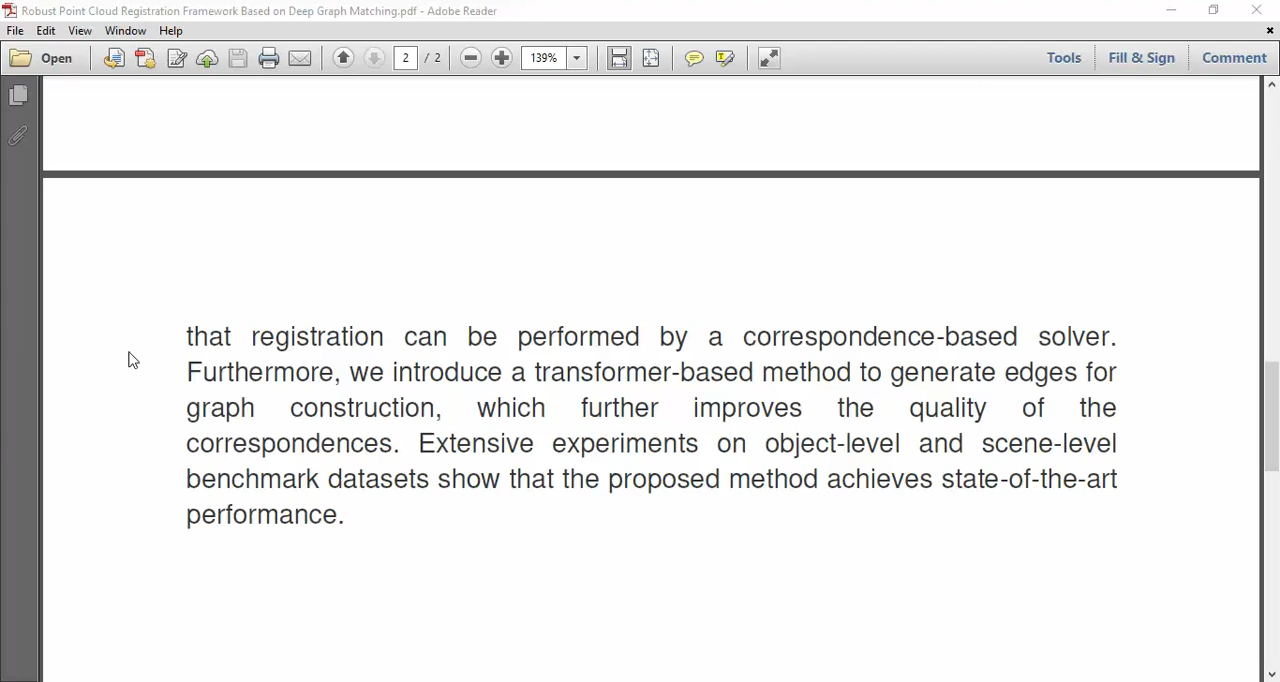 Robust Point Cloud Registration Framework Based on Deep Graph Matching.pdf - Adobe Reader
File Edit View Window Help
Open 2 / 2 139% Tools Fill & Sign Comment
that registration can be performed by a correspondence-based solver.
Furthermore, we introduce a transformer-based method to generate edges for
graph construction, which further improves the quality of the
correspondences. Extensive experiments on object-level and scene-level
benchmark datasets show that the proposed method achieves state-of-the-art
performance.